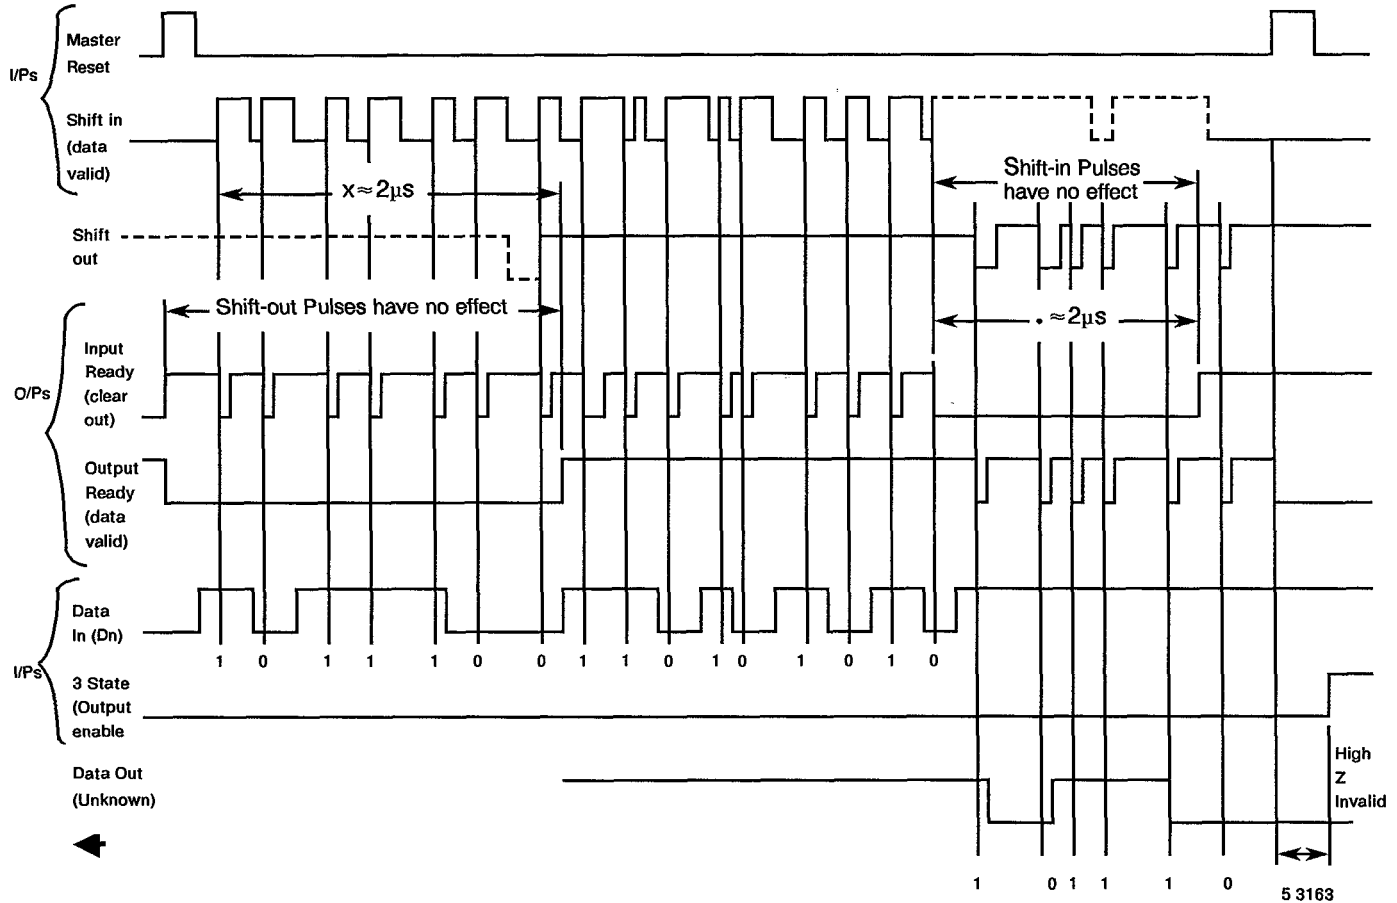 I/Ps
Master
Reset
Shift in
(data
valid)
x≈2μs
Shift-in Pulses
have no effect
Shift
out
Shift-out Pulses have no effect
≈2μs
O/Ps
Input
Ready
(clear
out)
Output
Ready
(data
valid)
I/Ps
Data
In (Dn)
1 0 1 1 1 0 0 1 1 0 1 0 1 0 1 0
3 State
(Output
enable
Data Out
(Unknown)
High
Z
Invalid
1 0 1 1 1 0
5 3163